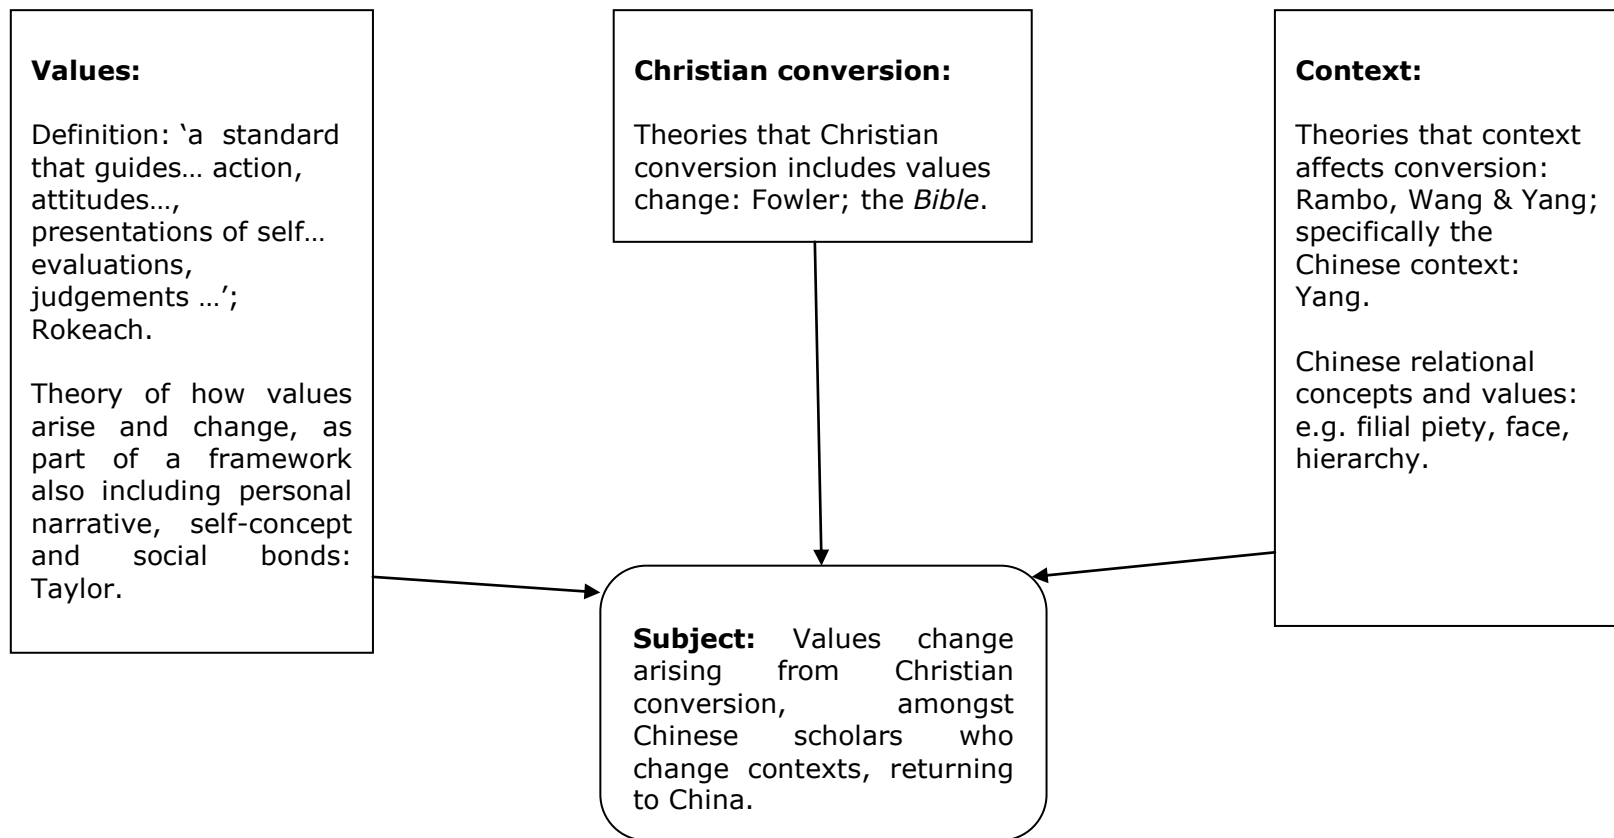 Values:
Definition: ‘a standard
that guides… action,
attitudes…,
presentations of self…
evaluations,
judgements …’;
Rokeach.
Theory of how values
arise and change, as
part of a framework
also including personal
narrative, self-concept
and social bonds:
Taylor.
Christian conversion:
Theories that Christian
conversion includes values
change: Fowler; the Bible.
Context:
Theories that context
affects conversion:
Rambo, Wang & Yang;
specifically the
Chinese context:
Yang.
Chinese relational
concepts and values:
e.g. filial piety, face,
hierarchy.
Subject: Values change
arising from Christian
conversion, amongst
Chinese scholars who
change contexts, returning
to China.